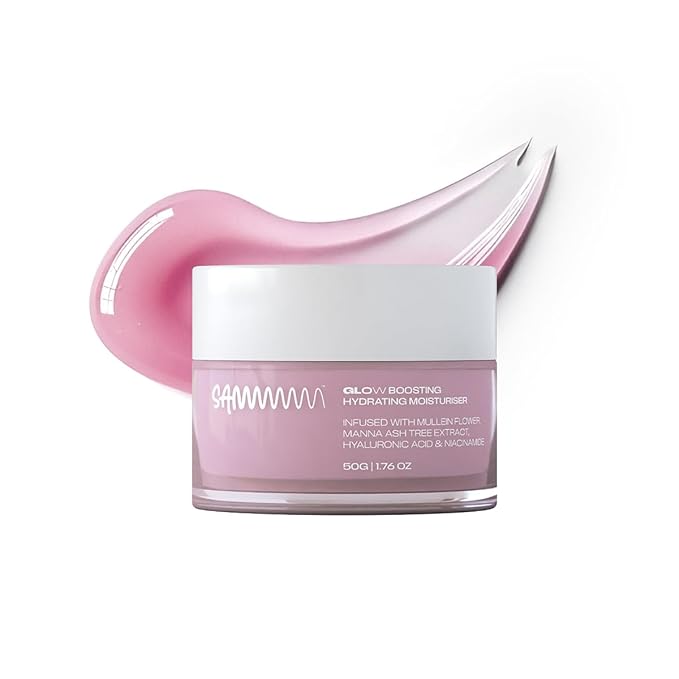 GLOW BOOSTING
HYDRATING MOISTURISER
INFUSED WITH MULLEIN FLOWER,
MANNA ASH TREE EXTRACT,
HYALURONIC ACID & NIACINAMIDE
50G | 1.76 OZ